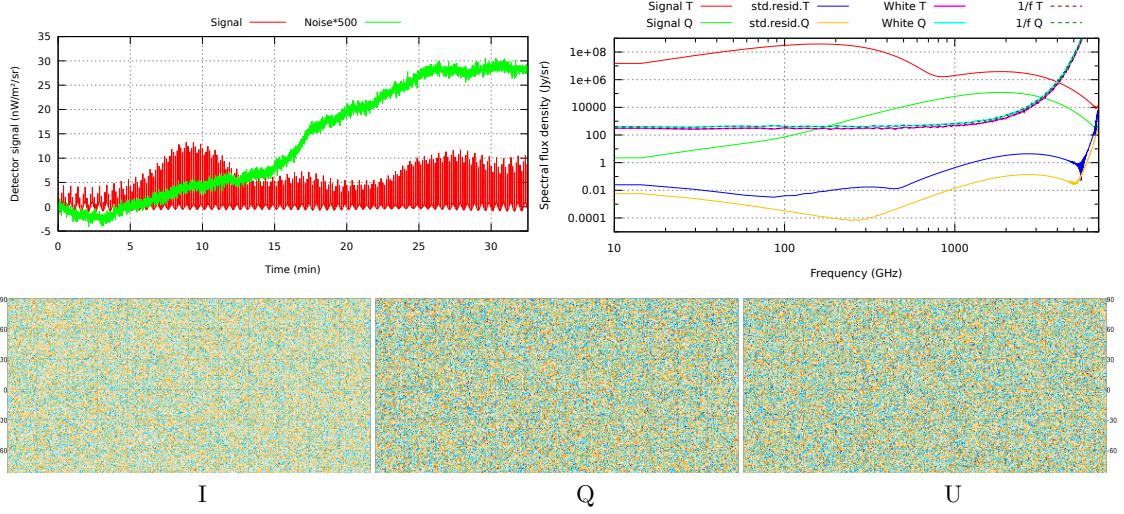 Signal Noise*500
35
30
25
20
15
10
5
0
-5
0 5 10 15 20 25 30
Detector signal (nW/m²/sr)
Time (min)
Signal T std.resid.T White T 1/f T
Signal Q std.resid.Q White Q 1/f Q
1e+08
1e+06
10000
100
1
0.01
0.0001
10 100 1000
Spectral flux density (Jy/sr)
Frequency (GHz)
90 90
60 60
30 30
0 0
-30 -30
-60 -60
I Q U